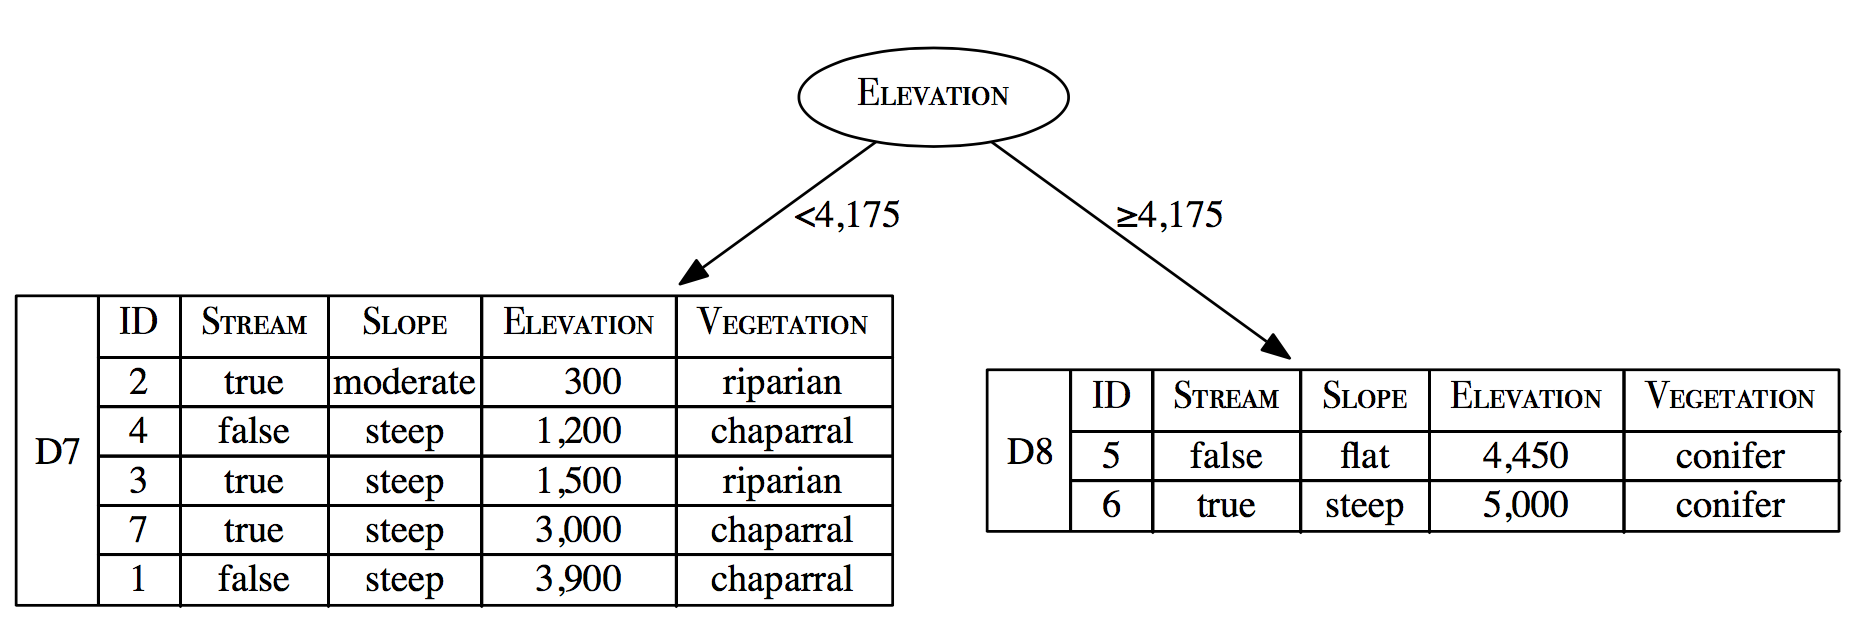 ELEVATION
<4,175
≥4,175
D7
ID STREAM SLOPE ELEVATION VEGETATION
2 true moderate 300 riparian
4 false steep 1,200 chaparral
3 true steep 1,500 riparian
7 true steep 3,000 chaparral
1 false steep 3,900 chaparral
D8
ID STREAM SLOPE ELEVATION VEGETATION
5 false flat 4,450 conifer
6 true steep 5,000 conifer